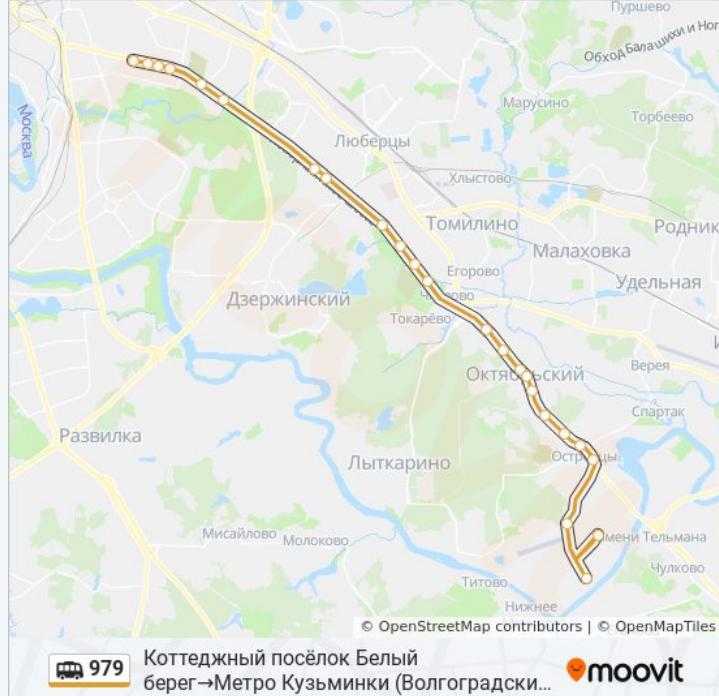 Пуршево
Обход Балашихи и Ног
Москва
Марусино
Торбеево
Люберцы
Хлыстово
Томилино
Родник
Малаховка
Егорово
Удельная
Дзержинский
Токарёво
Октябрьский
Верея
Спартак
Развилка
Лыткарино
Островцы
Мисайлово
Молоково
имени Тельмана
Чулково
Титово
Нижнее
© OpenStreetMap contributors | © OpenMapTiles
979
Коттеджный посёлок Белый
берег→Метро Кузьминки (Волгоградски...
moovit